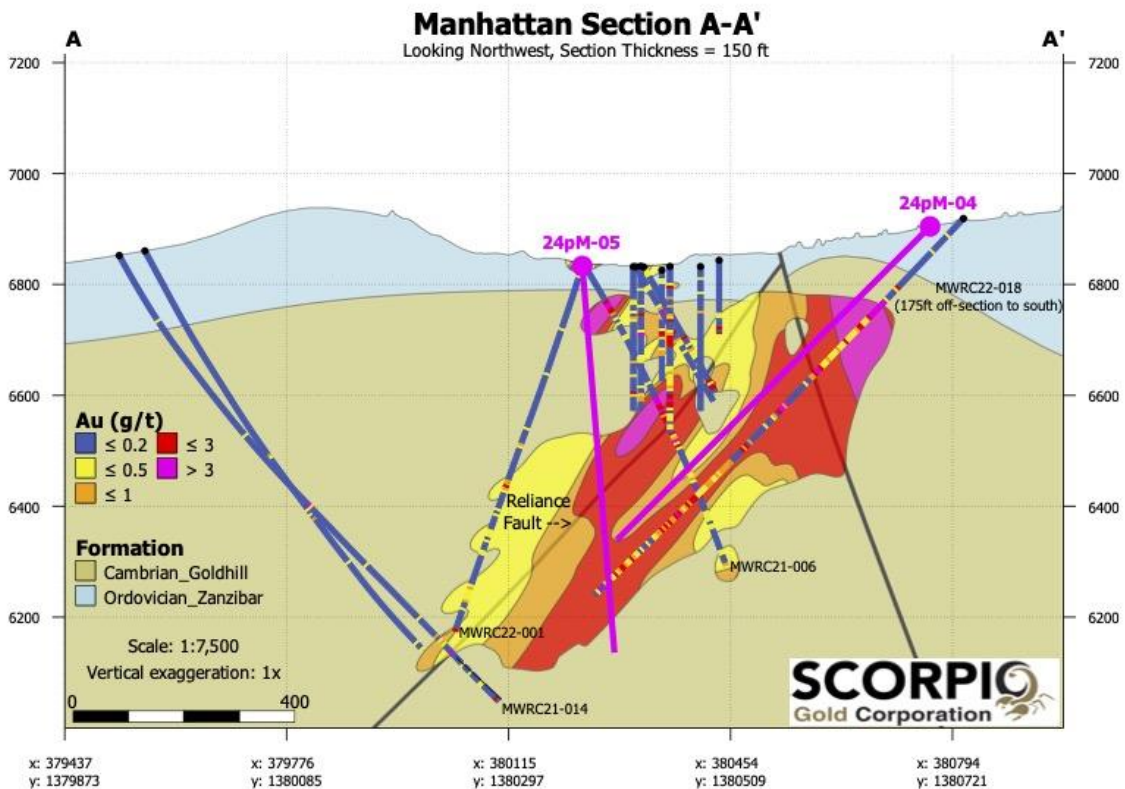 Manhattan Section A-A'
Looking Northwest, Section Thickness = 150 ft
A
A'
7200
7200
7000
7000
24pM-04
24pM-05
6800
6800
MWRC22-018
(175ft off-section to south)
6600
6600
Au (g/t)
≤ 0.2
≤ 3
≤ 0.5
> 3
≤ 1
6400
6400
Reliance
Fault -->
Formation
Cambrian_Goldhill
Ordovician_Zanzibar
MWRC21-006
6200
6200
MWRC22-001
Scale: 1:7,500
Vertical exaggeration: 1x
0
400
MWRC21-014
SCORPIO
Gold Corporation
x: 379437
y: 1379873
x: 379776
y: 1380085
x: 380115
y: 1380297
x: 380454
y: 1380509
x: 380794
y: 1380721